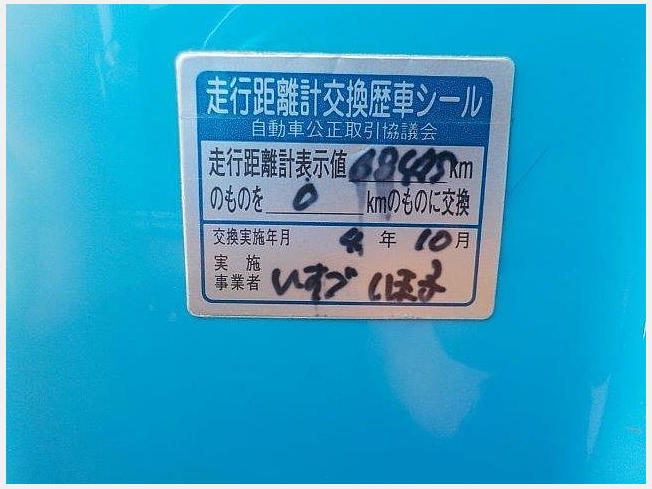 走行距離計交換歴車シール
自動車公正取引協議会
走行距離計表示値 km
のものを 0 kmのものに交換
交換実施年月 年 10月
実施
事業者 いすゞ